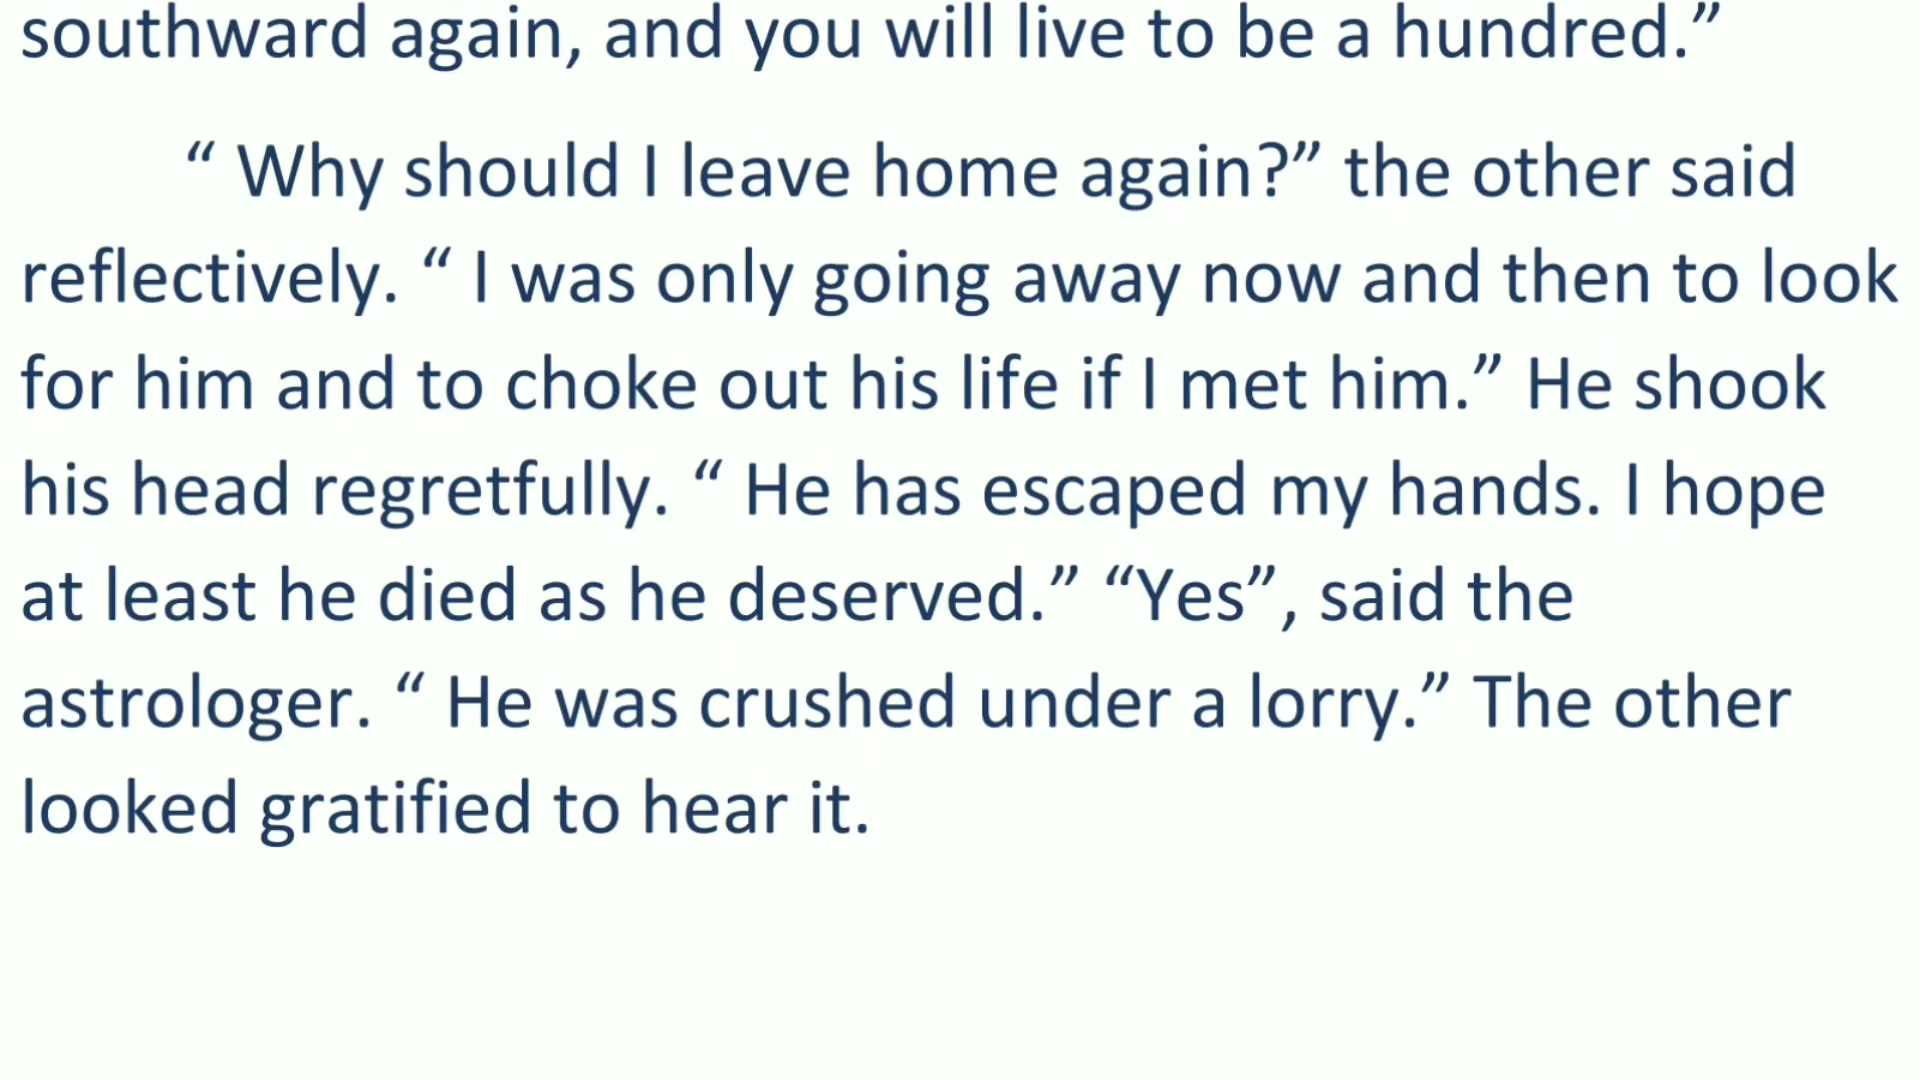 southward again, and you will live to be a hundred.”
“ Why should I leave home again?” the other said
reflectively. “ I was only going away now and then to look
for him and to choke out his life if I met him.” He shook
his head regretfully. “ He has escaped my hands. I hope
at least he died as he deserved.” “Yes”, said the
astrologer. “ He was crushed under a lorry.” The other
looked gratified to hear it.